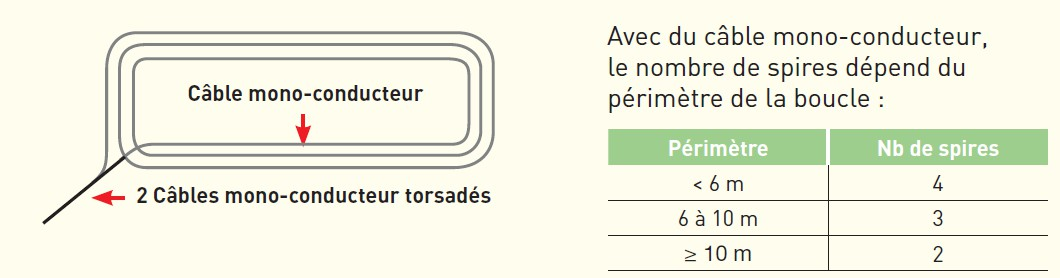 Câble mono-conducteur
2 Câbles mono-conducteur torsadés
Avec du câble mono-conducteur,
le nombre de spires dépend du
périmètre de la boucle :
Périmètre Nb de spires
< 6 m 4
6 à 10 m 3
≥ 10 m 2